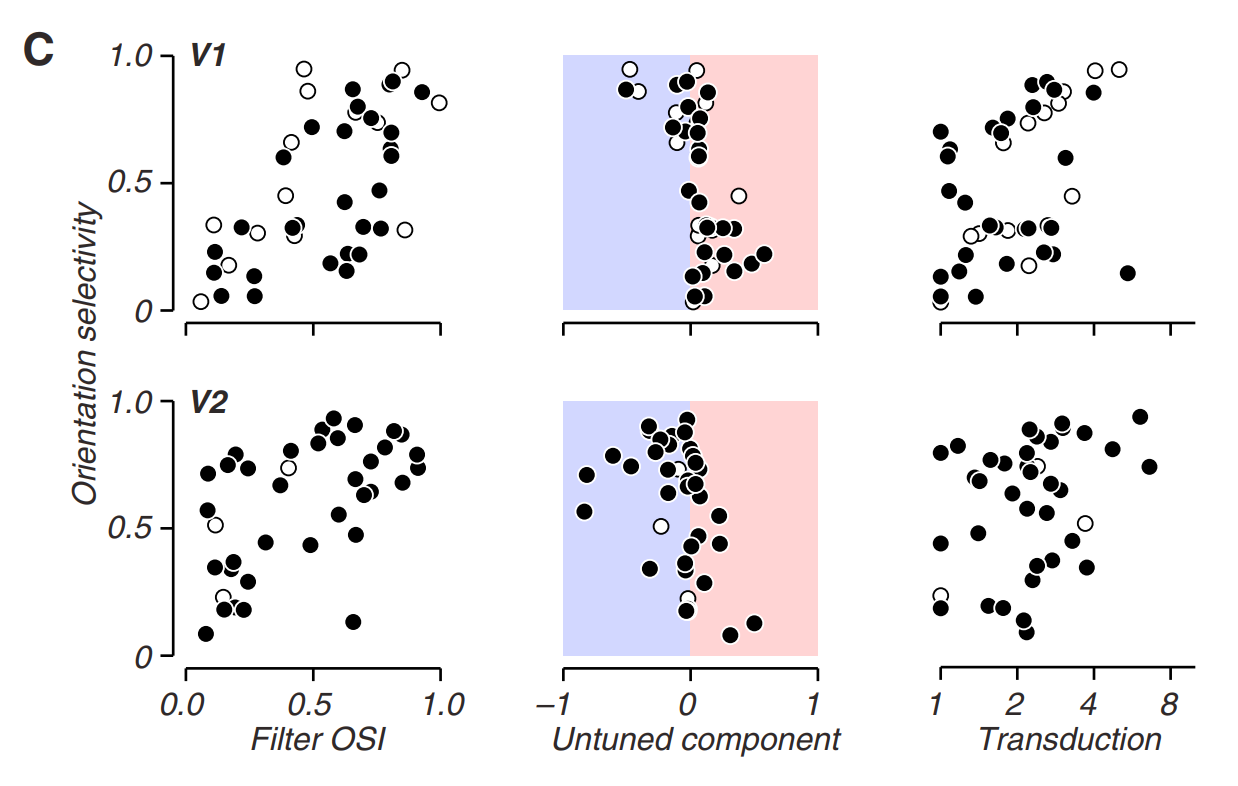 C
V1
1.0
0.5
0
Orientation selectivity
V2
1.0
0.5
0
0.0 0.5 1.0 −1 0 1 1 2 4 8
Filter OSI Untuned component Transduction